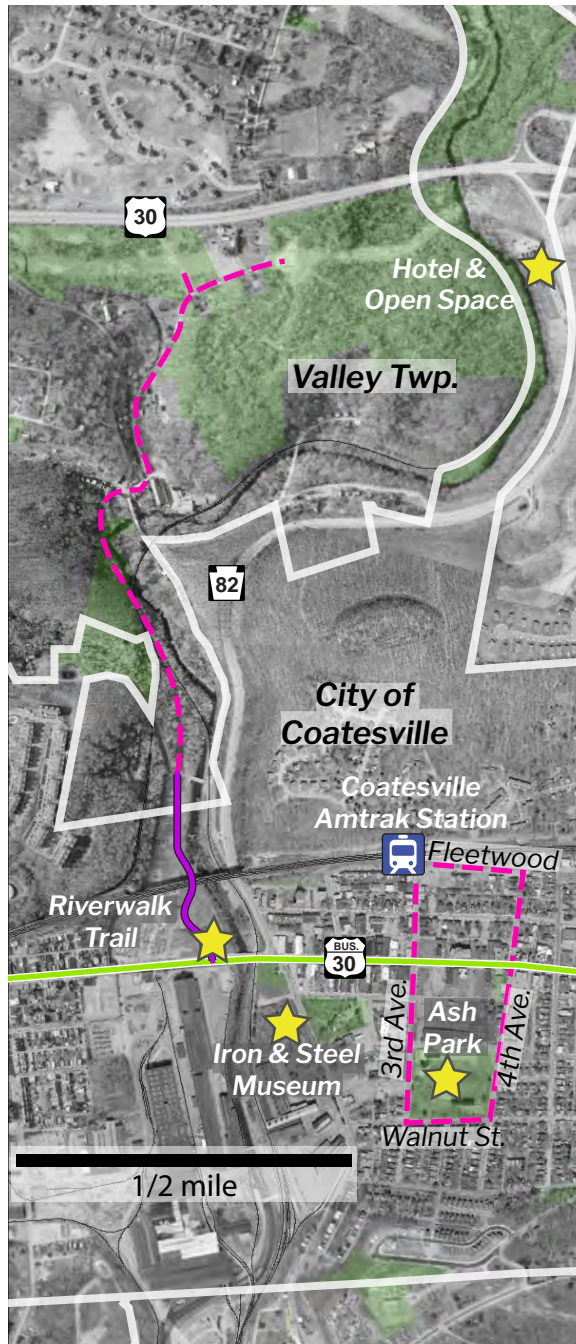 30
Hotel &
Open Space
Valley Twp.
82
City of
Coatesville
Coatesville
Amtrak Station
Fleetwood
Riverwalk
Trail
BUS.
30
3rd Ave.
Ash
Park
4th Ave.
Iron & Steel
Museum
Walnut St.
1/2 mile